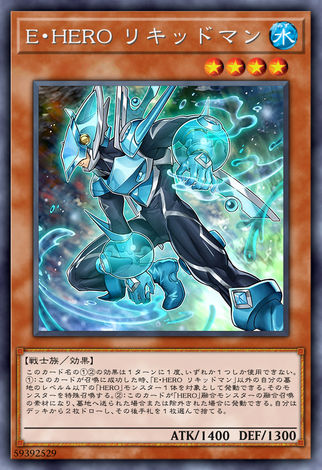 E・HERO リキッドマン
水
【戦士族／効果】
このカード名の①②の効果は１ターンに１度、いずれか１つしか使用できない。
①：このカードが召喚に成功した時、「E・HERO リキッドマン」以外の自分の墓
地のレベル４以下の「HERO」モンスター１体を対象として発動できる。そのモ
ンスターを特殊召喚する。②：このカードが「HERO」融合モンスターの融合召喚
の素材になり、墓地へ送られた場合または除外された場合に発動できる。自分は
デッキから２枚ドローし、その後手札を１枚選んで捨てる。
ATK/1400 DEF/1300
59392529